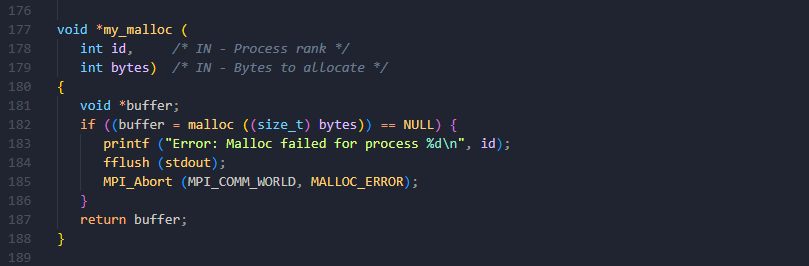 176
177 void *my_malloc (
178    int id,     /* IN - Process rank */
179    int bytes)  /* IN - Bytes to allocate */
180 {
181    void *buffer;
182    if ((buffer = malloc ((size_t) bytes)) == NULL) {
183       printf ("Error: Malloc failed for process %d\n", id);
184       fflush (stdout);
185       MPI_Abort (MPI_COMM_WORLD, MALLOC_ERROR);
186    }
187    return buffer;
188 }
189